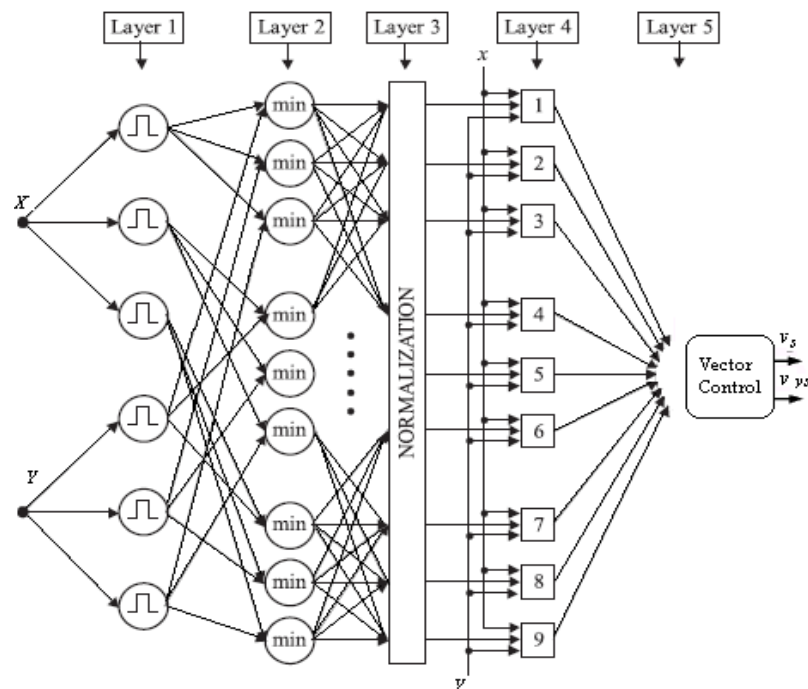 Layer 1 Layer 2 Layer 3 Layer 4 Layer 5
x
min
1
min
2
X
min
3
min
4
v s
Vector
Control
min
5
v ys
min
6
NORMALIZATION
Y
min
7
min
8
min
9
y